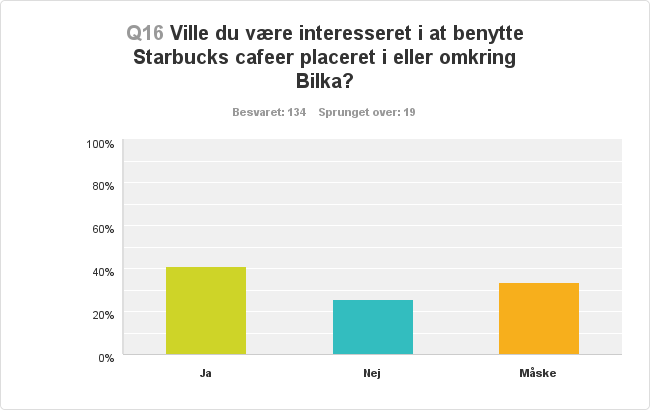 Q16 Ville du være interesseret i at benytte
Starbucks cafeer placeret i eller omkring
Bilka?
Besvaret: 134 Sprunget over: 19
100%
80%
60%
40%
20%
0%
Ja Nej Måske